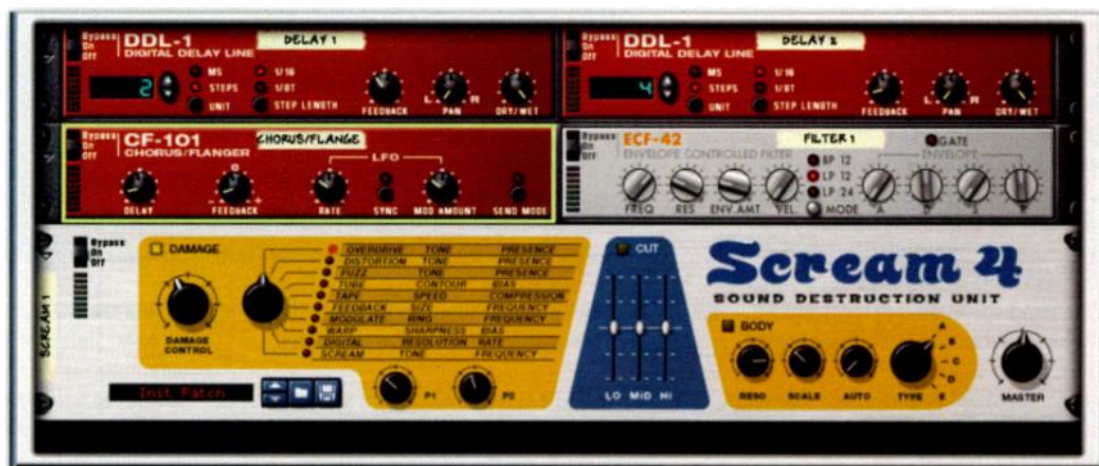 Bypass
On
Off
DDL-1
DELAY 1
DIGITAL DELAY LINE
2
MS
STEPS
UNIT
1/16
1/8T
STEP LENGTH
FEEDBACK
L
R
PAN
DRY/WET
Bypass
On
Off
DDL-1
DELAY 2
DIGITAL DELAY LINE
4
MS
STEPS
UNIT
1/16
1/8T
STEP LENGTH
FEEDBACK
L
R
PAN
DRY/WET
Bypass
On
Off
CF-101
CHORUS/FLANGE
CHORUS/FLANGER
LFO
0
-
+
DELAY
FEEDBACK
RATE
SYNC
MOD AMOUNT
SEND MODE
Bypass
On
Off
ECF-42
FILTER 1
ENVELOPE CONTROLLED FILTER
GATE
ENVELOPE
BP 12
LP 12
LP 24
MODE
FREQ
RES
ENV.AMT
VEL
A
D
S
R
Bypass
On
Off
SCREAM 1
DAMAGE
OVERDRIVE TONE PRESENCE
DISTORTION TONE PRESENCE
FUZZ TONE PRESENCE
TUBE CONTOUR BIAS
TAPE SPEED COMPRESSION
FEEDBACK SIZE FREQUENCY
MODULATE RING FREQUENCY
WARP SHARPNESS BIAS
DIGITAL RESOLUTION RATE
SCREAM TONE FREQUENCY
DAMAGE
CONTROL
Init Patch
P1
P2
CUT
LO MID HI
Scream 4
SOUND DESTRUCTION UNIT
BODY
RESO
SCALE
AUTO
TYPE
A
B
C
D
E
MASTER